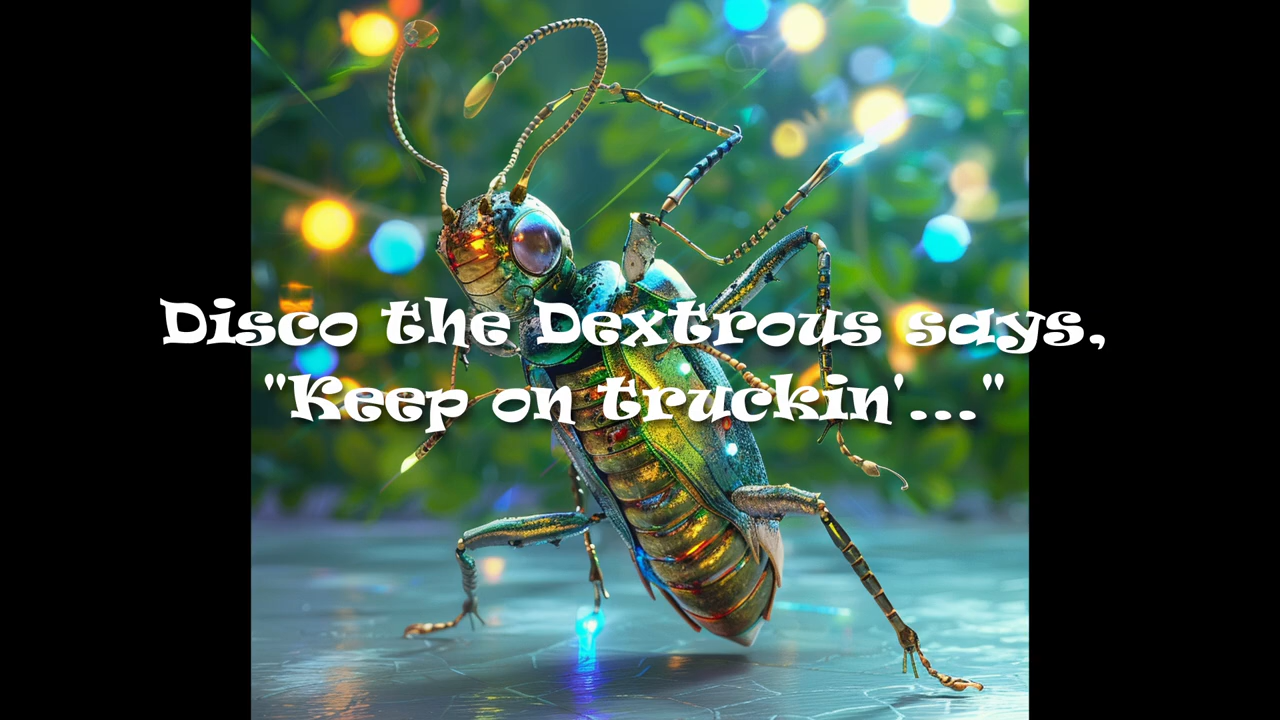 Disco the Dextrous says,
"Keep on truckin'..."